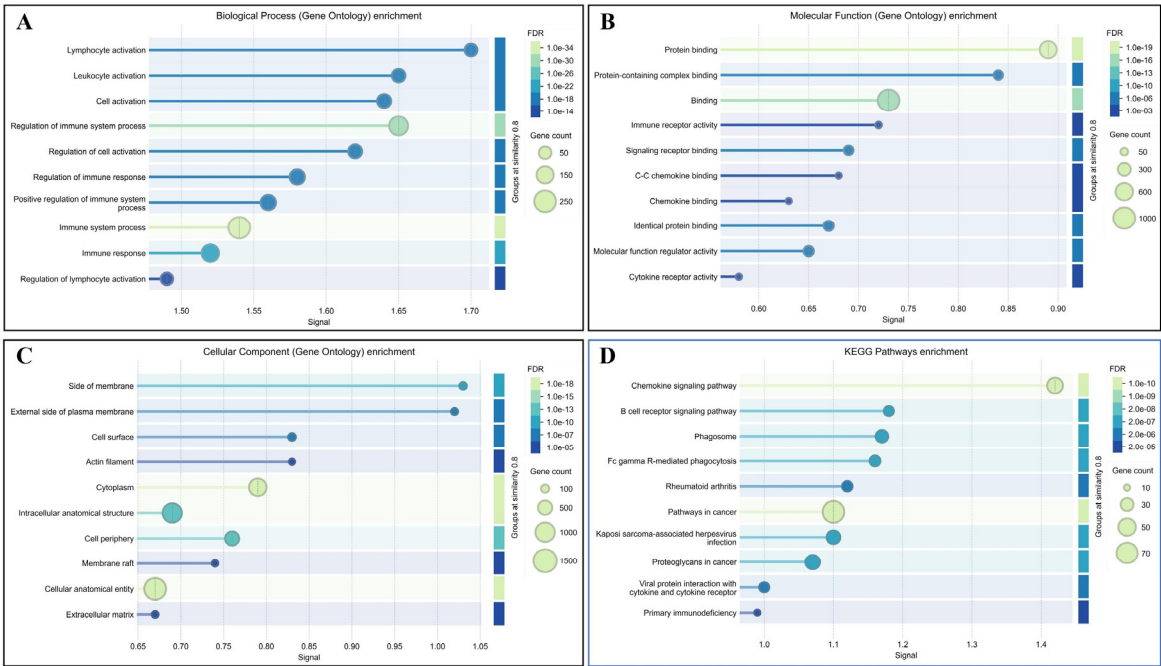 A
Biological Process (Gene Ontology) enrichment
Lymphocyte activation
Leukocyte activation
Cell activation
Regulation of immune system process
Regulation of cell activation
Regulation of immune response
Positive regulation of immune system
process
Immune system process
Immune response
Regulation of lymphocyte activation
1.50
1.55
1.60
1.65
1.70
Signal
Groups at similarity 0.8
FDR
1.0e-34
1.0e-30
1.0e-26
1.0e-22
1.0e-18
1.0e-14
Gene count
50
150
250
B
Molecular Function (Gene Ontology) enrichment
Protein binding
Protein-containing complex binding
Binding
Immune receptor activity
Signaling receptor binding
C-C chemokine binding
Chemokine binding
Identical protein binding
Molecular function regulator activity
Cytokine receptor activity
0.60
0.65
0.70
0.75
0.80
0.85
0.90
Signal
Groups at similarity 0.8
FDR
1.0e-19
1.0e-16
1.0e-13
1.0e-10
1.0e-06
1.0e-03
Gene count
50
300
600
1000
C
Cellular Component (Gene Ontology) enrichment
Side of membrane
External side of plasma membrane
Cell surface
Actin filament
Cytoplasm
Intracellular anatomical structure
Cell periphery
Membrane raft
Cellular anatomical entity
Extracellular matrix
0.65
0.70
0.75
0.80
0.85
0.90
0.95
1.00
1.05
Signal
Groups at similarity 0.8
FDR
1.0e-18
1.0e-15
1.0e-13
1.0e-10
1.0e-07
1.0e-05
Gene count
100
500
1000
1500
D
KEGG Pathways enrichment
Chemokine signaling pathway
B cell receptor signaling pathway
Phagosome
Fc gamma R-mediated phagocytosis
Rheumatoid arthritis
Pathways in cancer
Kaposi sarcoma-associated herpesvirus
infection
Proteoglycans in cancer
Viral protein interaction with
cytokine and cytokine receptor
Primary immunodeficiency
1.0
1.1
1.2
1.3
1.4
Signal
Groups at similarity 0.8
FDR
1.0e-10
1.0e-09
2.0e-08
2.0e-07
2.0e-06
2.0e-05
Gene count
10
30
50
70